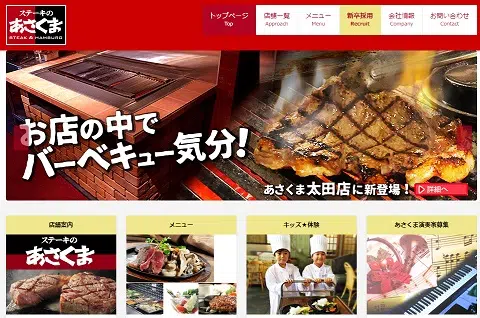 ステーキの
あさくま
STEAK & HAMBURG
トップページ
Top
店舗一覧
Approach
メニュー
Menu
新卒採用
Recruit
会社情報
Company
お問い合わせ
Contact
お店の中で
バーベキュー気分!
あさくま太田店に新登場!
▷詳細へ
店舗案内
メニュー
キッズ★体験
あさくま演奏家募集
ステーキの
あさくま